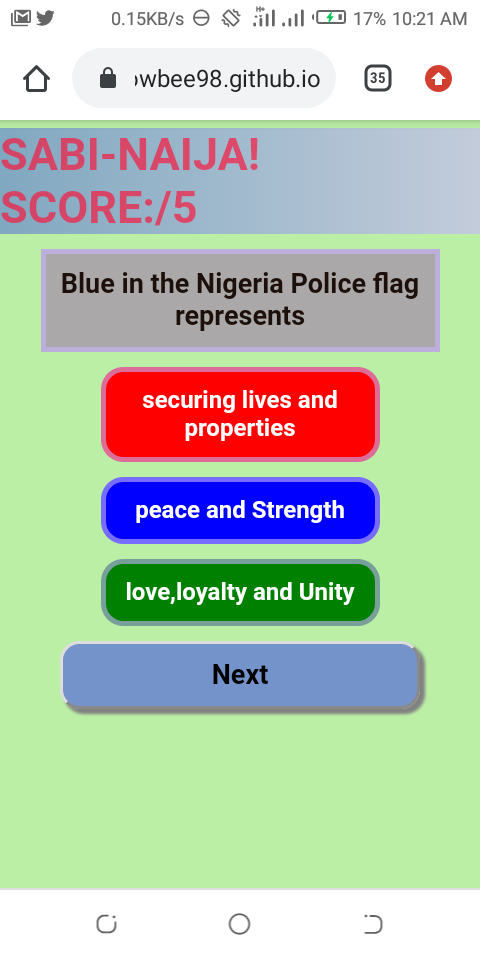 0.15KB/s H+ 17% 10:21 AM
owbee98.github.io 35
SABI-NAIJA!
SCORE:/5
Blue in the Nigeria Police flag
represents
securing lives and
properties
peace and Strength
love,loyalty and Unity
Next